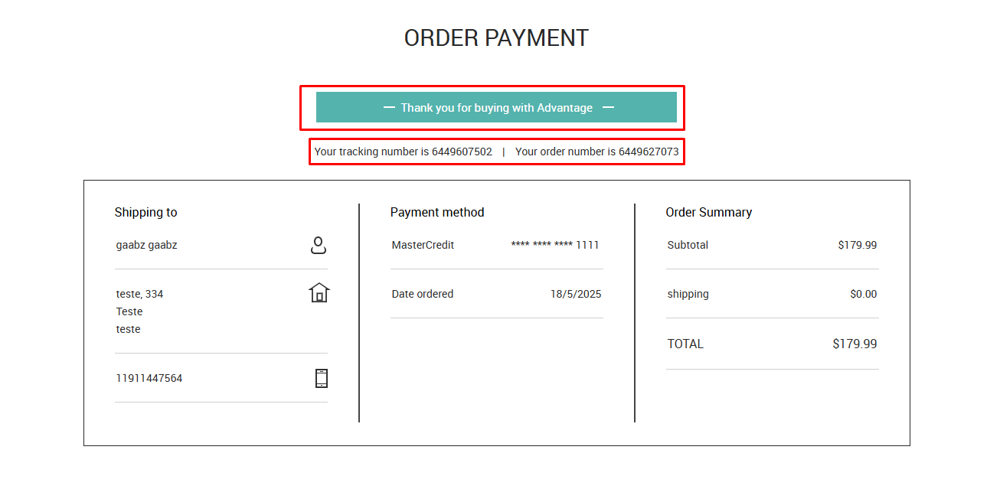 ORDER PAYMENT
— Thank you for buying with Advantage —
Your tracking number is 6449607502 | Your order number is 6449627073
Shipping to
gaabz gaabz
teste, 334
Teste
teste
11911447564
Payment method
MasterCredit **** **** **** 1111
Date ordered 18/5/2025
Order Summary
Subtotal $179.99
shipping $0.00
TOTAL $179.99